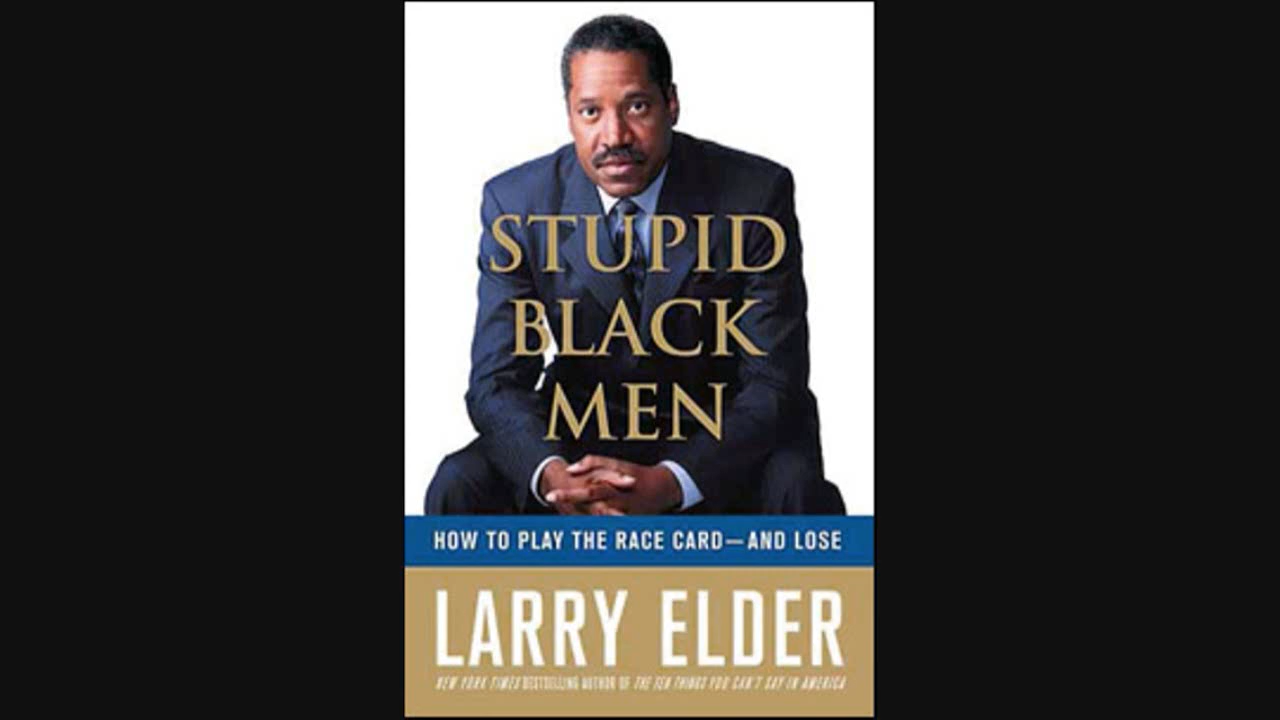 STUPID
BLACK
MEN
HOW TO PLAY THE RACE CARD—AND LOSE
LARRY ELDER
NEW YORK TIMES BESTSELLING AUTHOR OF THE TEN THINGS YOU CAN'T SAY IN AMERICA